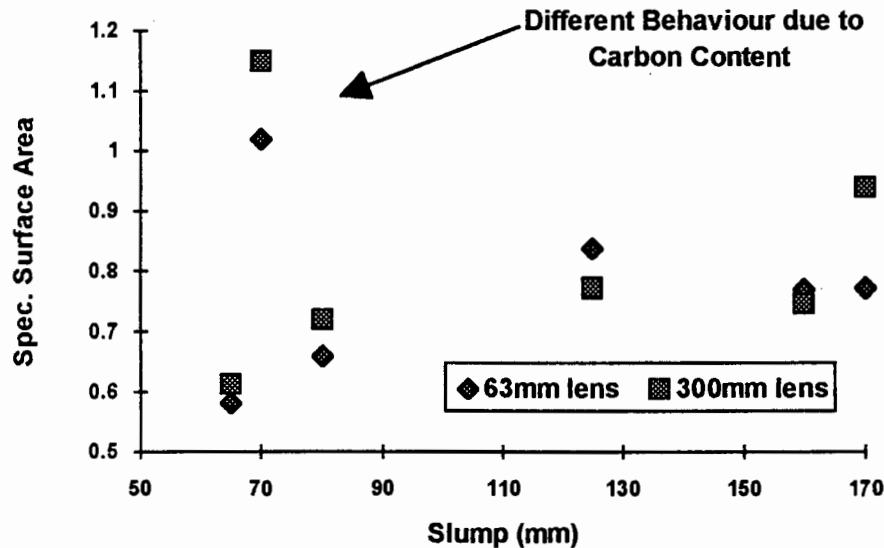 Different Behaviour due to
Carbon Content
Spec. Surface Area
1.2
1.1
1
0.9
0.8
0.7
0.6
0.5
63mm lens 300mm lens
50 70 90 110 130 150 170
Slump (mm)